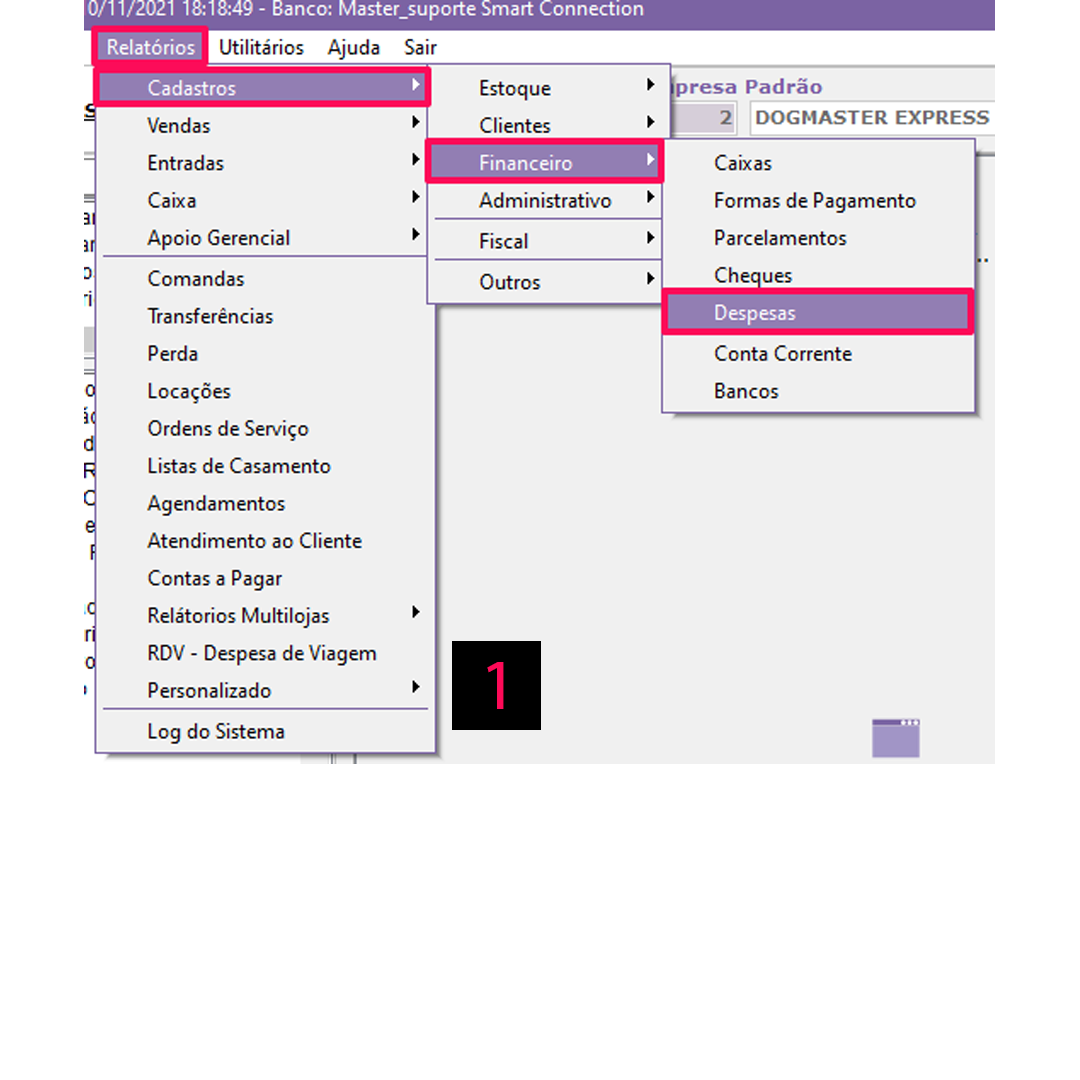 0/11/2021 18:18:49 - Banco: Master_suporte Smart Connection
Relatórios Utilitários Ajuda Sair
Cadastros
Vendas
Entradas
Caixa
Apoio Gerencial
Comandas
Transferências
Perda
Locações
Ordens de Serviço
Listas de Casamento
Agendamentos
Atendimento ao Cliente
Contas a Pagar
Relátorios Multilojas
RDV - Despesa de Viagem
Personalizado
Log do Sistema
Estoque
Clientes
Financeiro
Administrativo
Fiscal
Outros
presa Padrão
2 DOGMASTER EXPRESS
Caixas
Formas de Pagamento
Parcelamentos
Cheques
Despesas
Conta Corrente
Bancos
1